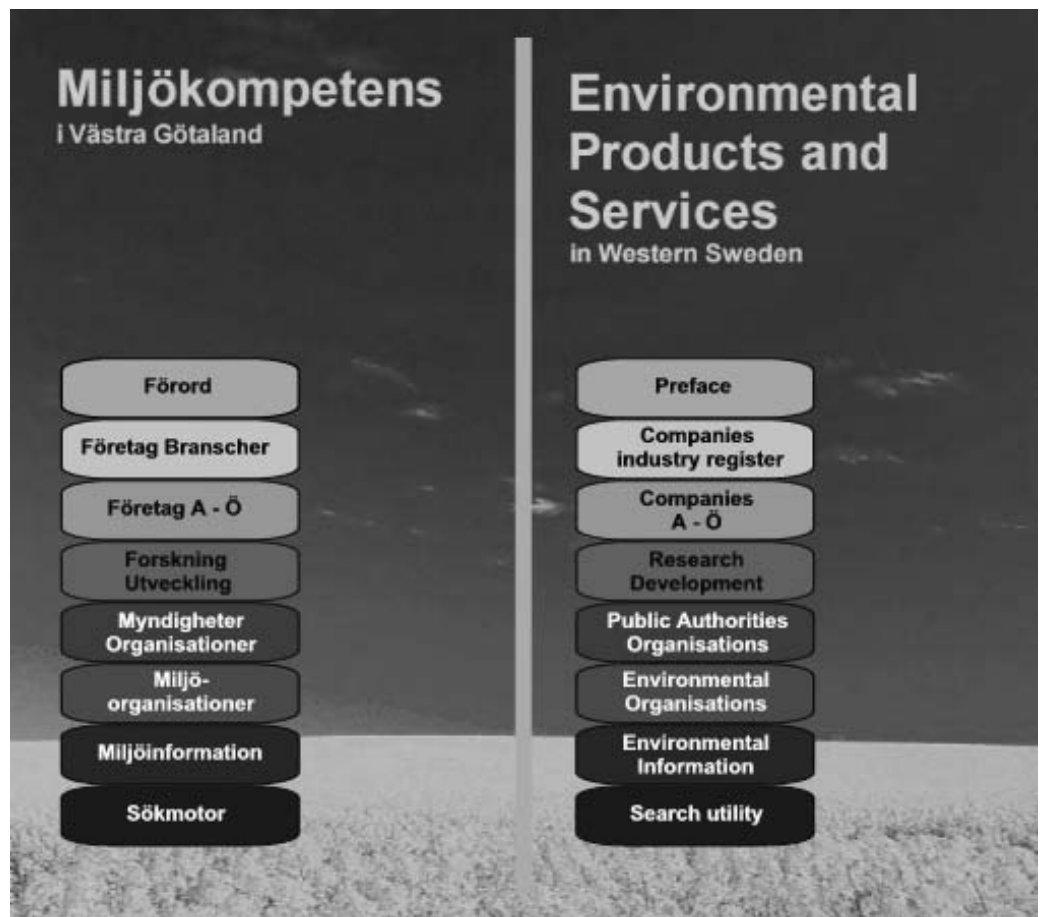 Miljökompetens
i Västra Götaland
Förord
Företag Branscher
Företag A - Ö
Forskning
Utveckling
Myndigheter
Organisationer
Miljö-
organisationer
Miljöinformation
Sökmotor
Environmental
Products and
Services
in Western Sweden
Preface
Companies
industry register
Companies
A - Ö
Research
Development
Public Authorities
Organisations
Environmental
Organisations
Environmental
Information
Search utility